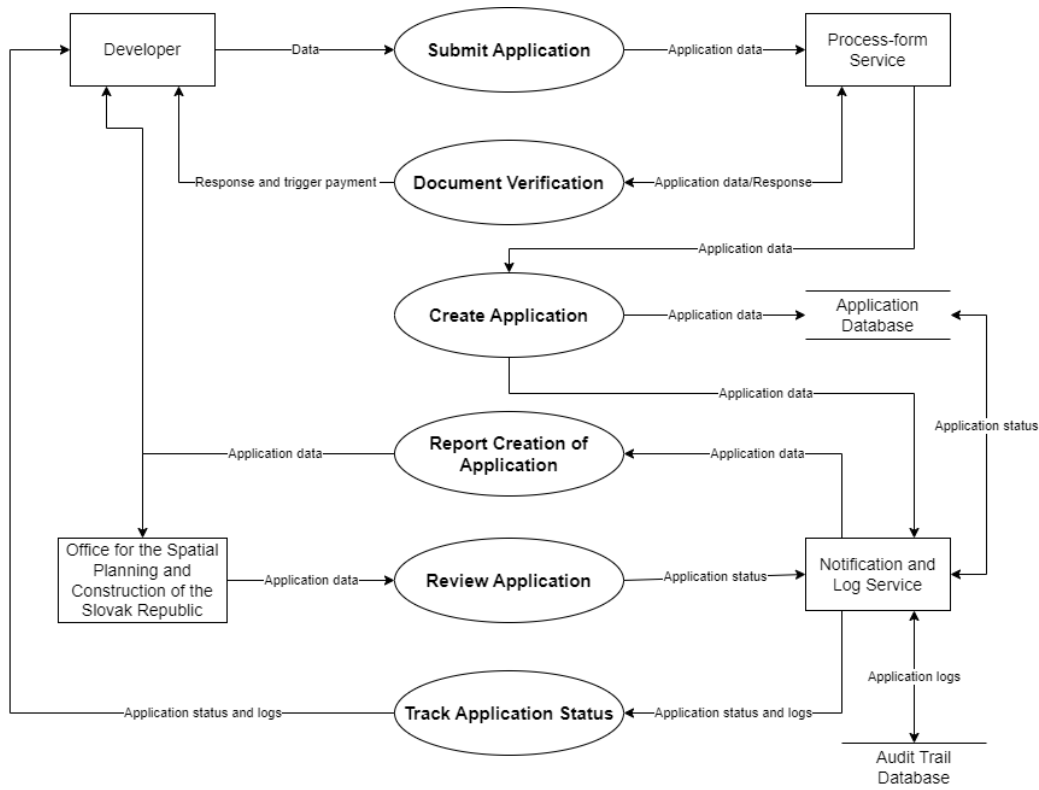 Developer
Data
Submit Application
Application data
Process-form
Service
Response and trigger payment
Document Verification
Application data/Response
Application data
Create Application
Application data
Application
Database
Application data
Application status
Report Creation of
Application
Application data
Application data
Office for the Spatial
Planning and
Construction of the
Slovak Republic
Application data
Review Application
Application status
Notification and
Log Service
Application logs
Application status and logs
Track Application Status
Application status and logs
Audit Trail
Database